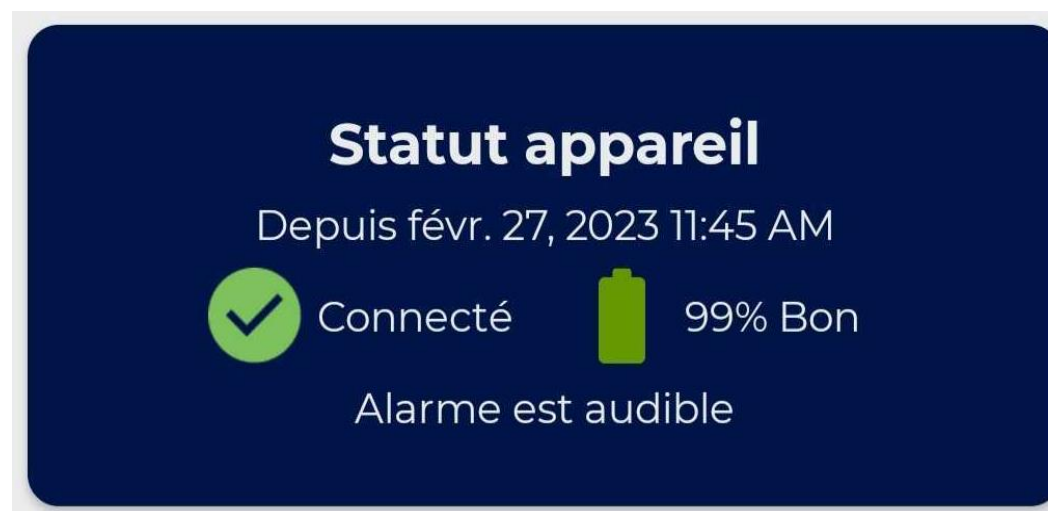 Statut appareil
Depuis févr. 27, 2023 11:45 AM
Connecté 99% Bon
Alarme est audible